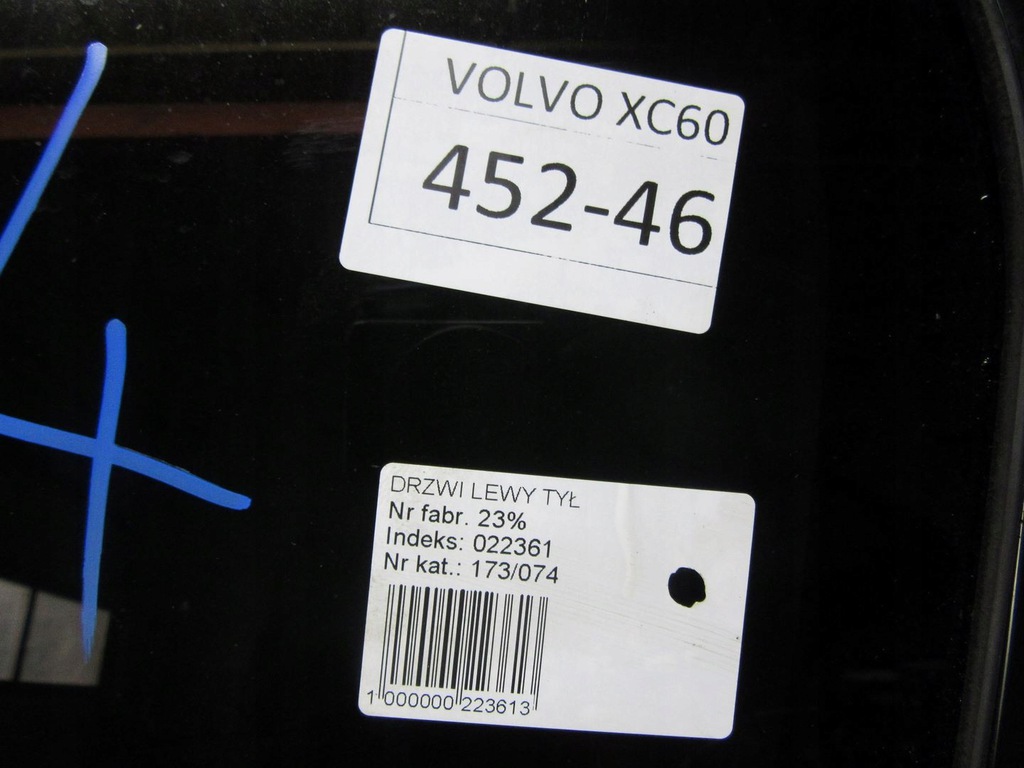 VOLVO XC60
452-46
DRZWI LEWY TYŁ
Nr fabr. 23%
Indeks: 022361
Nr kat.: 173/074
1 000000 223613